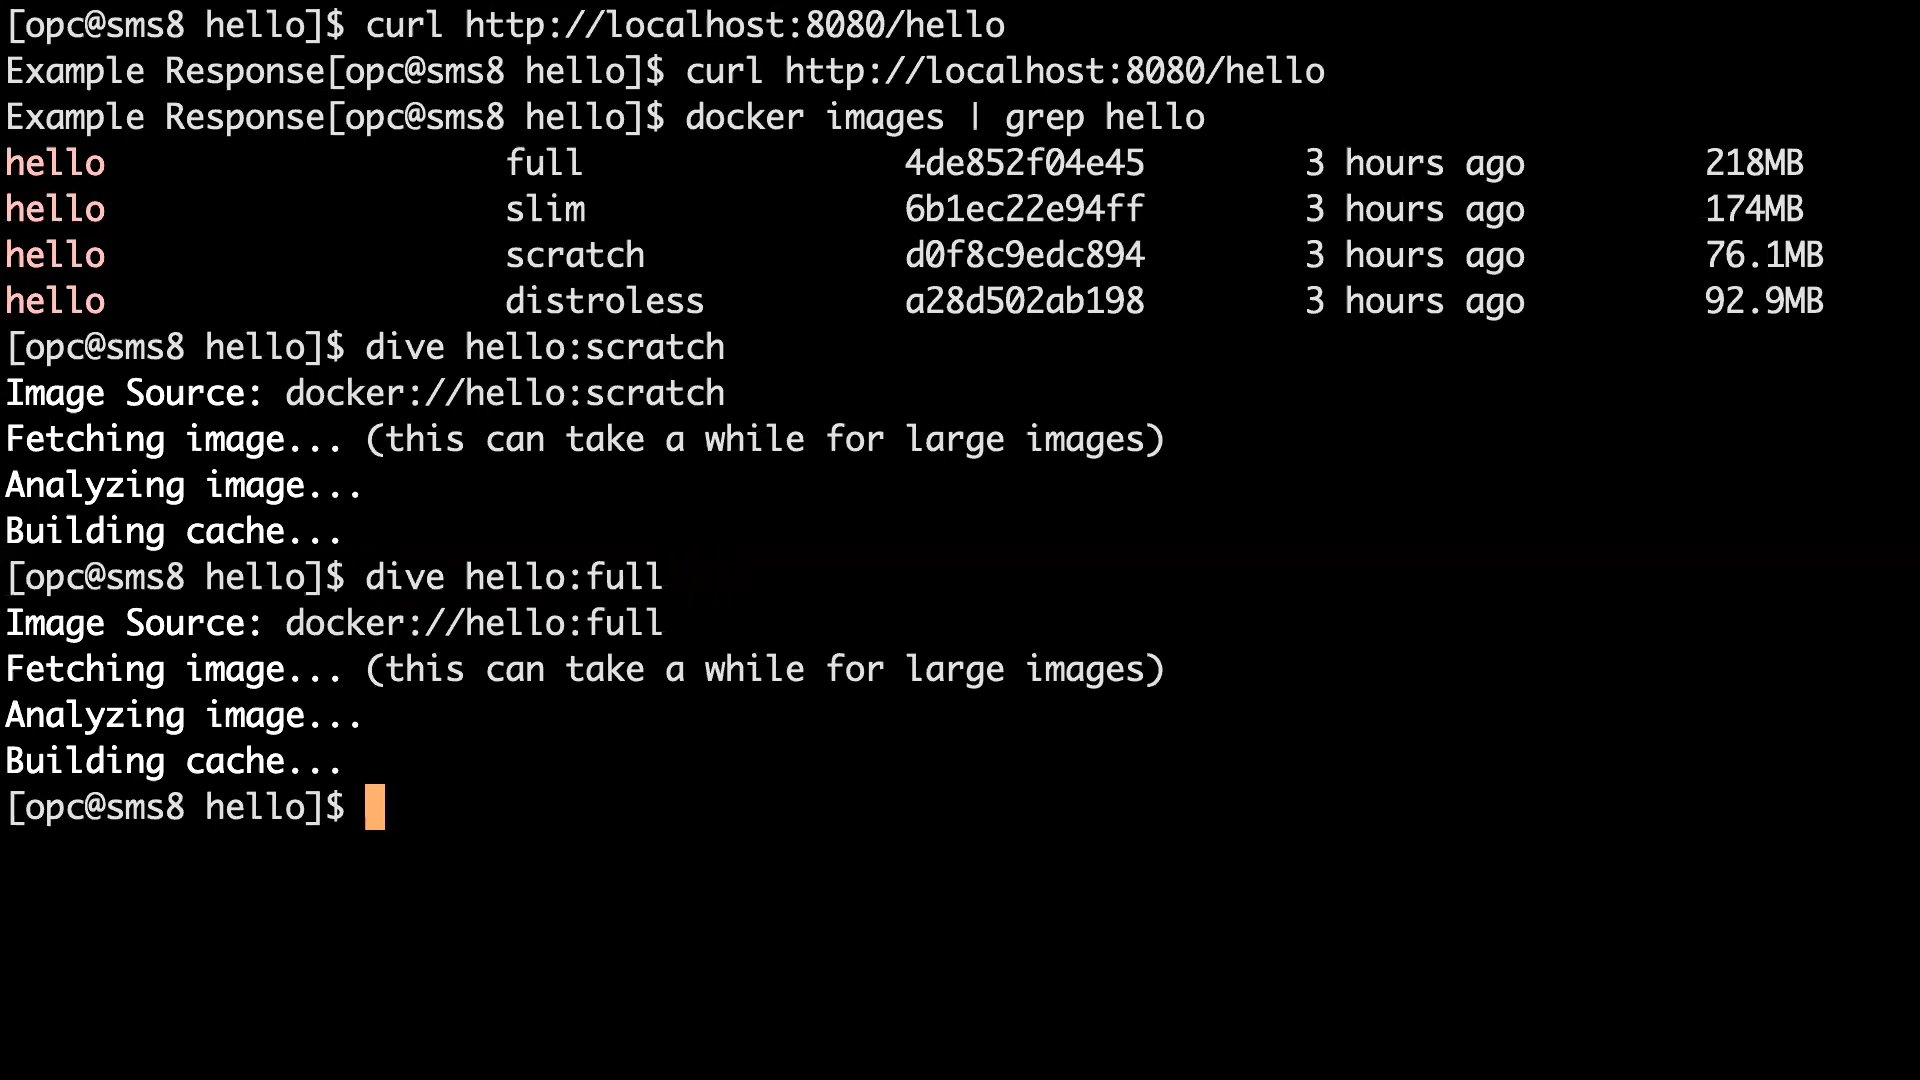 [opc@sms8 hello]$ curl http://localhost:8080/hello
Example Response[opc@sms8 hello]$ curl http://localhost:8080/hello
Example Response[opc@sms8 hello]$ docker images | grep hello
hello                    full                4de852f04e45        3 hours ago         218MB
hello                    slim                6b1ec22e94ff        3 hours ago         174MB
hello                    scratch             d0f8c9edc894        3 hours ago         76.1MB
hello                    distroless          a28d502ab198        3 hours ago         92.9MB
[opc@sms8 hello]$ dive hello:scratch
Image Source: docker://hello:scratch
Fetching image... (this can take a while for large images)
Analyzing image...
Building cache...
[opc@sms8 hello]$ dive hello:full
Image Source: docker://hello:full
Fetching image... (this can take a while for large images)
Analyzing image...
Building cache...
[opc@sms8 hello]$